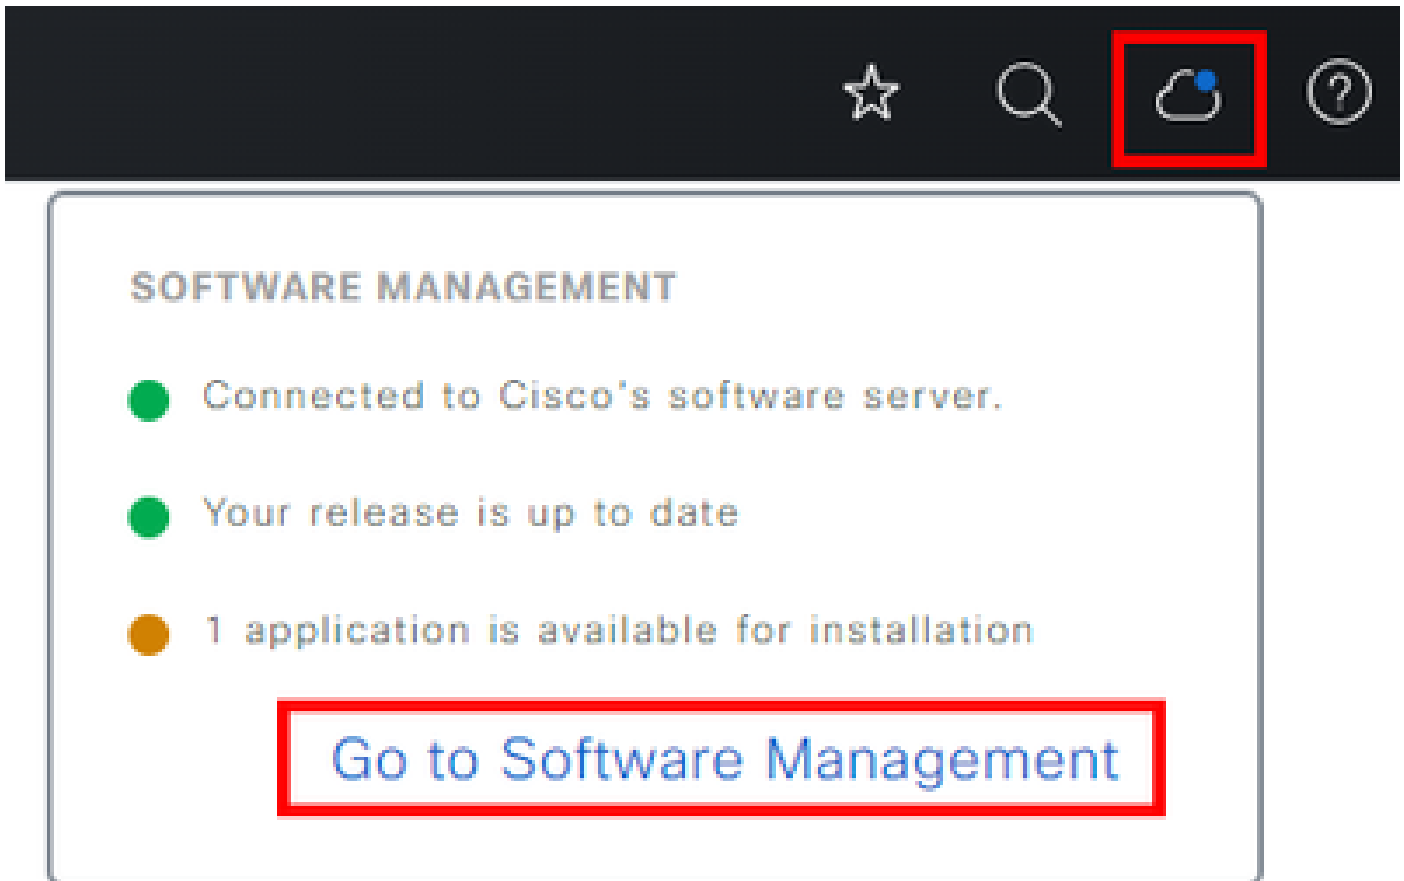 ?
SOFTWARE MANAGEMENT
Connected to Cisco's software server.
Your release is up to date
1 application is available for installation
Go to Software Management